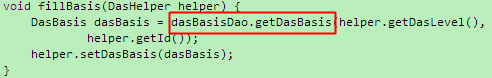 void fillBasis(DasHelper helper) {
    DasBasis dasBasis = dasBasisDao.getDasBasis(helper.getDasLevel(),
            helper.getId());
    helper.setDasBasis(dasBasis);
}